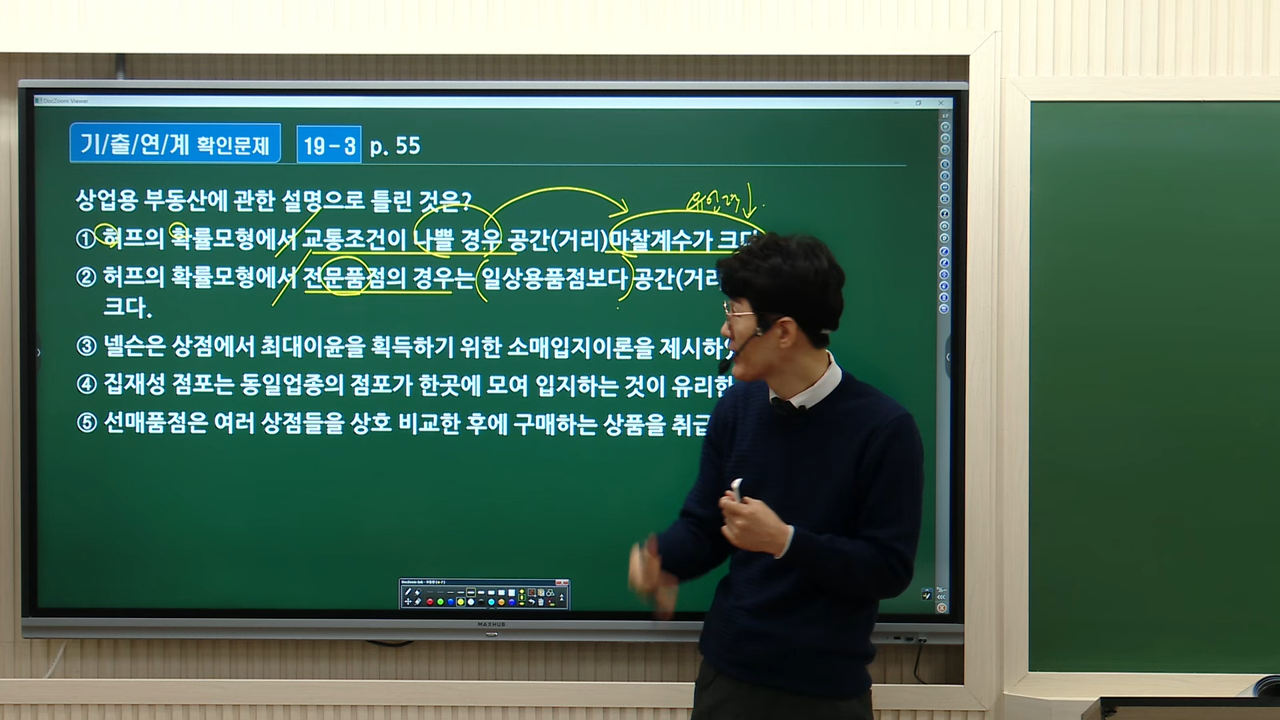 DocZoom Viewer
기/출/연/계 확인문제 19-3 p. 55
상업용 부동산에 관한 설명으로 틀린 것은?
유인력↓
① 허프의 확률모형에서 교통조건이 나쁠 경우 공간(거리)마찰계수가 크다
② 허프의 확률모형에서 전문품점의 경우는 일상용품점보다 공간(거리
크다.
③ 넬슨은 상점에서 최대이윤을 획득하기 위한 소매입지이론을 제시하
④ 집재성 점포는 동일업종의 점포가 한곳에 모여 입지하는 것이 유리한
⑤ 선매품점은 여러 상점들을 상호 비교한 후에 구매하는 상품을 취급
MAXHUB